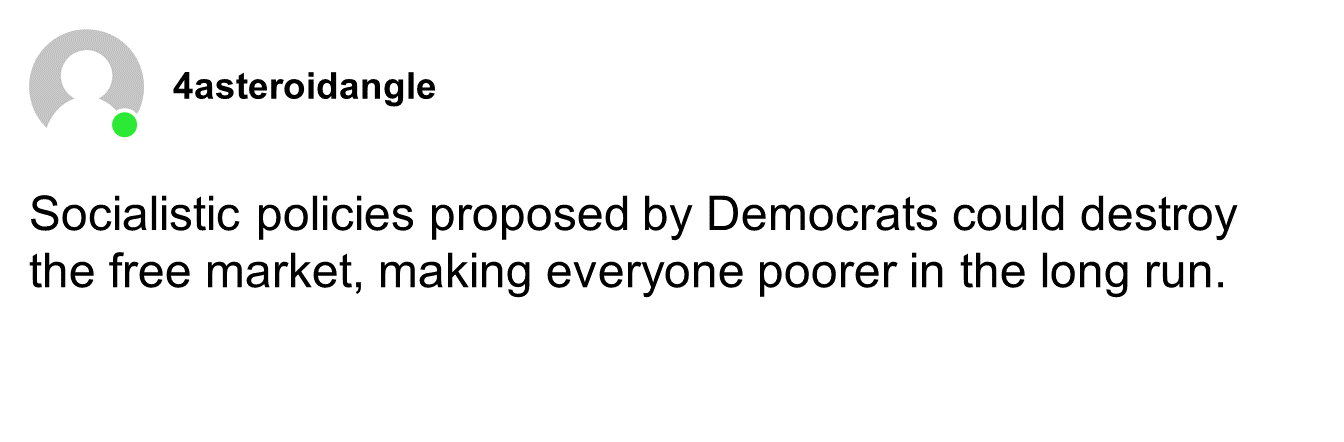 4asteroidangle
Socialistic policies proposed by Democrats could destroy
the free market, making everyone poorer in the long run.